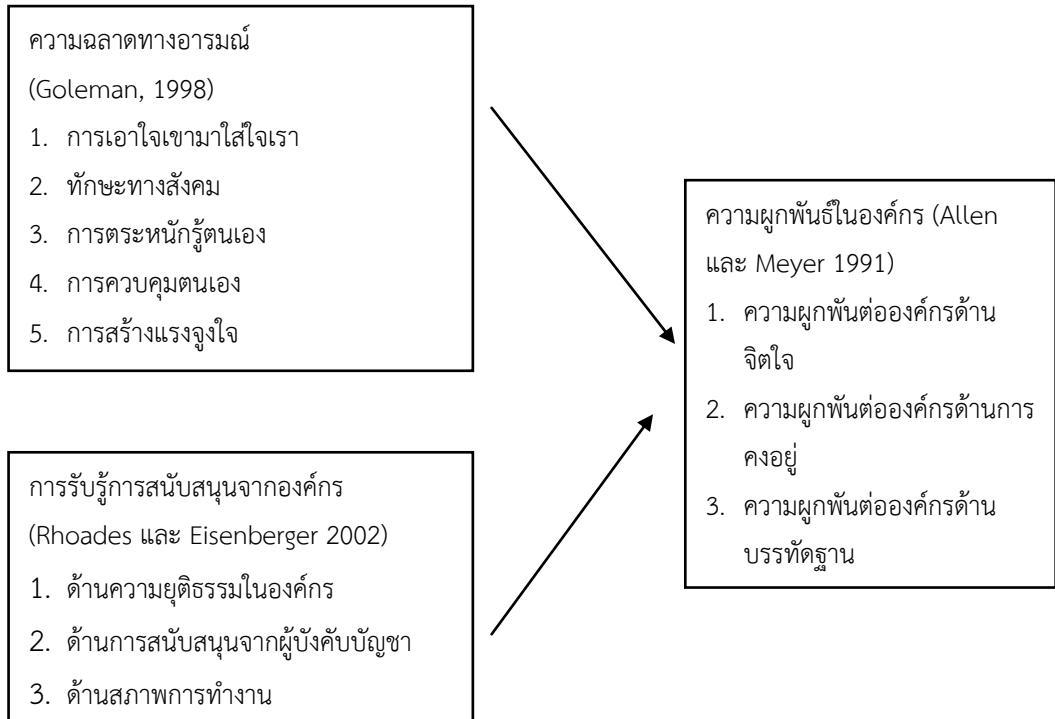 ความฉลาดทางอารมณ์
(Goleman, 1998)
1. การเอาใจเขามาใส่ใจเรา
2. ทักษะทางสังคม
3. การตระหนักรู้ตนเอง
4. การควบคุมตนเอง
5. การสร้างแรงจูงใจ
การรับรู้การสนับสนุนจากองค์กร
(Rhoades และ Eisenberger 2002)
1. ด้านความยุติธรรมในองค์กร
2. ด้านการสนับสนุนจากผู้บังคับบัญชา
3. ด้านสภาพการทำงาน
ความผูกพันธ์ในองค์กร (Allen
และ Meyer 1991)
1. ความผูกพันต่อองค์กรด้าน
จิตใจ
2. ความผูกพันต่อองค์กรด้านการ
คงอยู่
3. ความผูกพันต่อองค์กรด้าน
บรรทัดฐาน